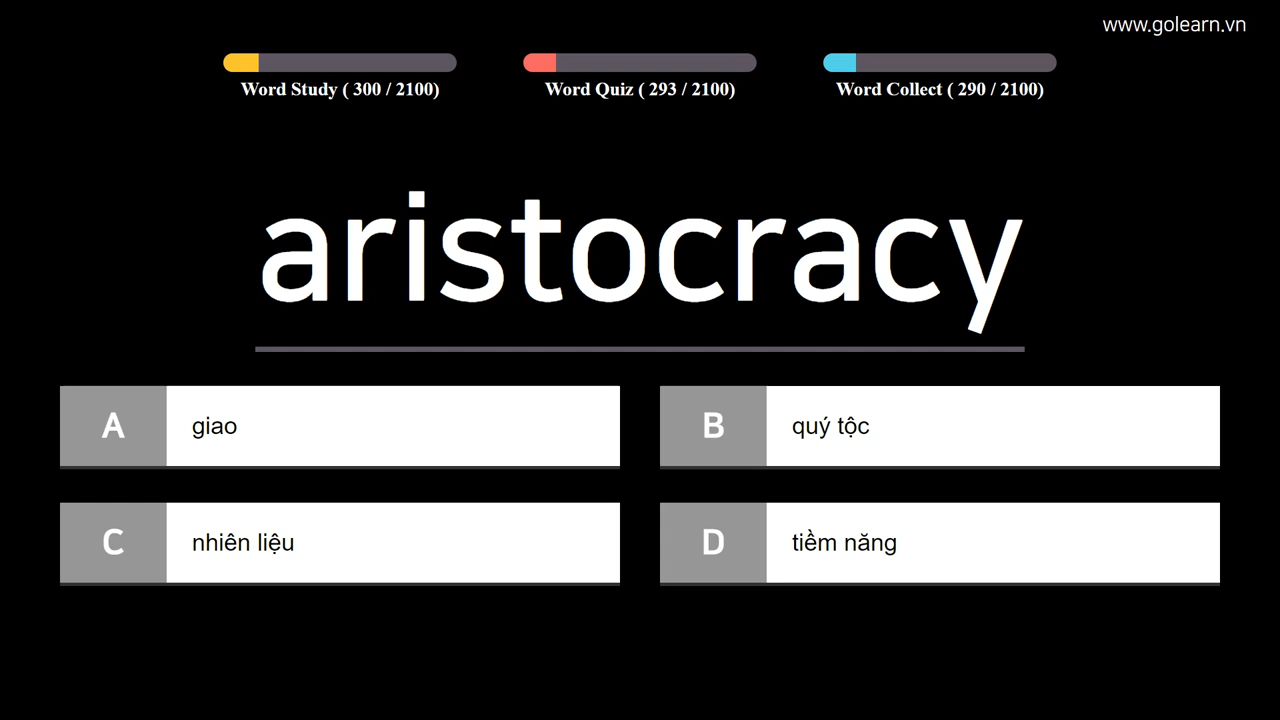 www.golearn.vn
Word Study ( 300 / 2100)
Word Quiz ( 293 / 2100)
Word Collect ( 290 / 2100)
aristocracy
A giao
B quý tộc
C nhiên liệu
D tiềm năng